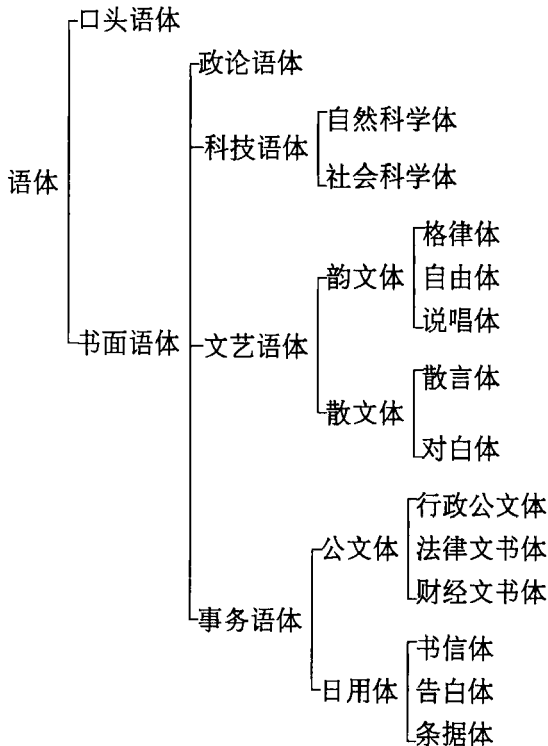 口头语体
政论语体
科技语体
自然科学体
社会科学体
语体
格律体
韵文体
自由体
说唱体
书面语体
文艺语体
散言体
散文体
对白体
行政公文体
公文体
法律文书体
财经文书体
事务语体
书信体
日用体
告白体
条据体